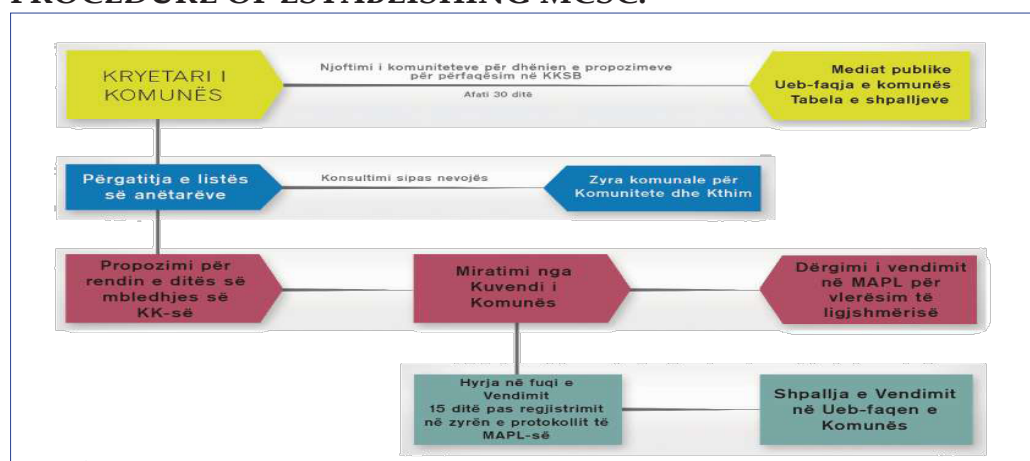 PROCEDURE OF ESTABLISHING MCSC:
KRYETARI I
KOMUNËS
Njoftimi i komuniteteve për dhënien e propozimeve
për përfaqësim në KKSB
Afati 30 ditë
Mediat publike
Ueb-faqja e komunës
Tabela e shpalljeve
Përgatitja e listës
së anëtarëve
Konsultimi sipas nevojës
Zyra komunale për
Komunitete dhe Kthim
Propozimi për
rendin e ditës së
mbledhjes së
KK-së
Miratimi nga
Kuvendi i
Komunës
Dërgimi i vendimit
në MAPL për
vlerësim të
ligjshmërisë
Hyrja në fuqi e
Vendimit
15 ditë pas regjistrimit
në zyrën e protokollit të
MAPL-së
Shpallja e Vendimit
në Ueb-faqen e
Komunës